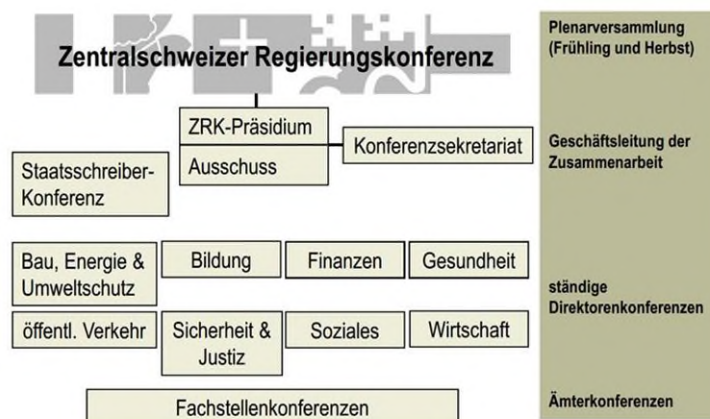 Zentralschweizer Regierungskonferenz
Plenarversammlung
(Frühling und Herbst)
ZRK-Präsidium
Ausschuss
Konferenzsekretariat
Geschäftsleitung der
Zusammenarbeit
Staatsschreiber-
Konferenz
Bau, Energie &
Umweltschutz
Bildung
Finanzen
Gesundheit
öffentl. Verkehr
Sicherheit &
Justiz
Soziales
Wirtschaft
ständige
Direktorenkonferenzen
Fachstellenkonferenzen
Ämterkonferenzen